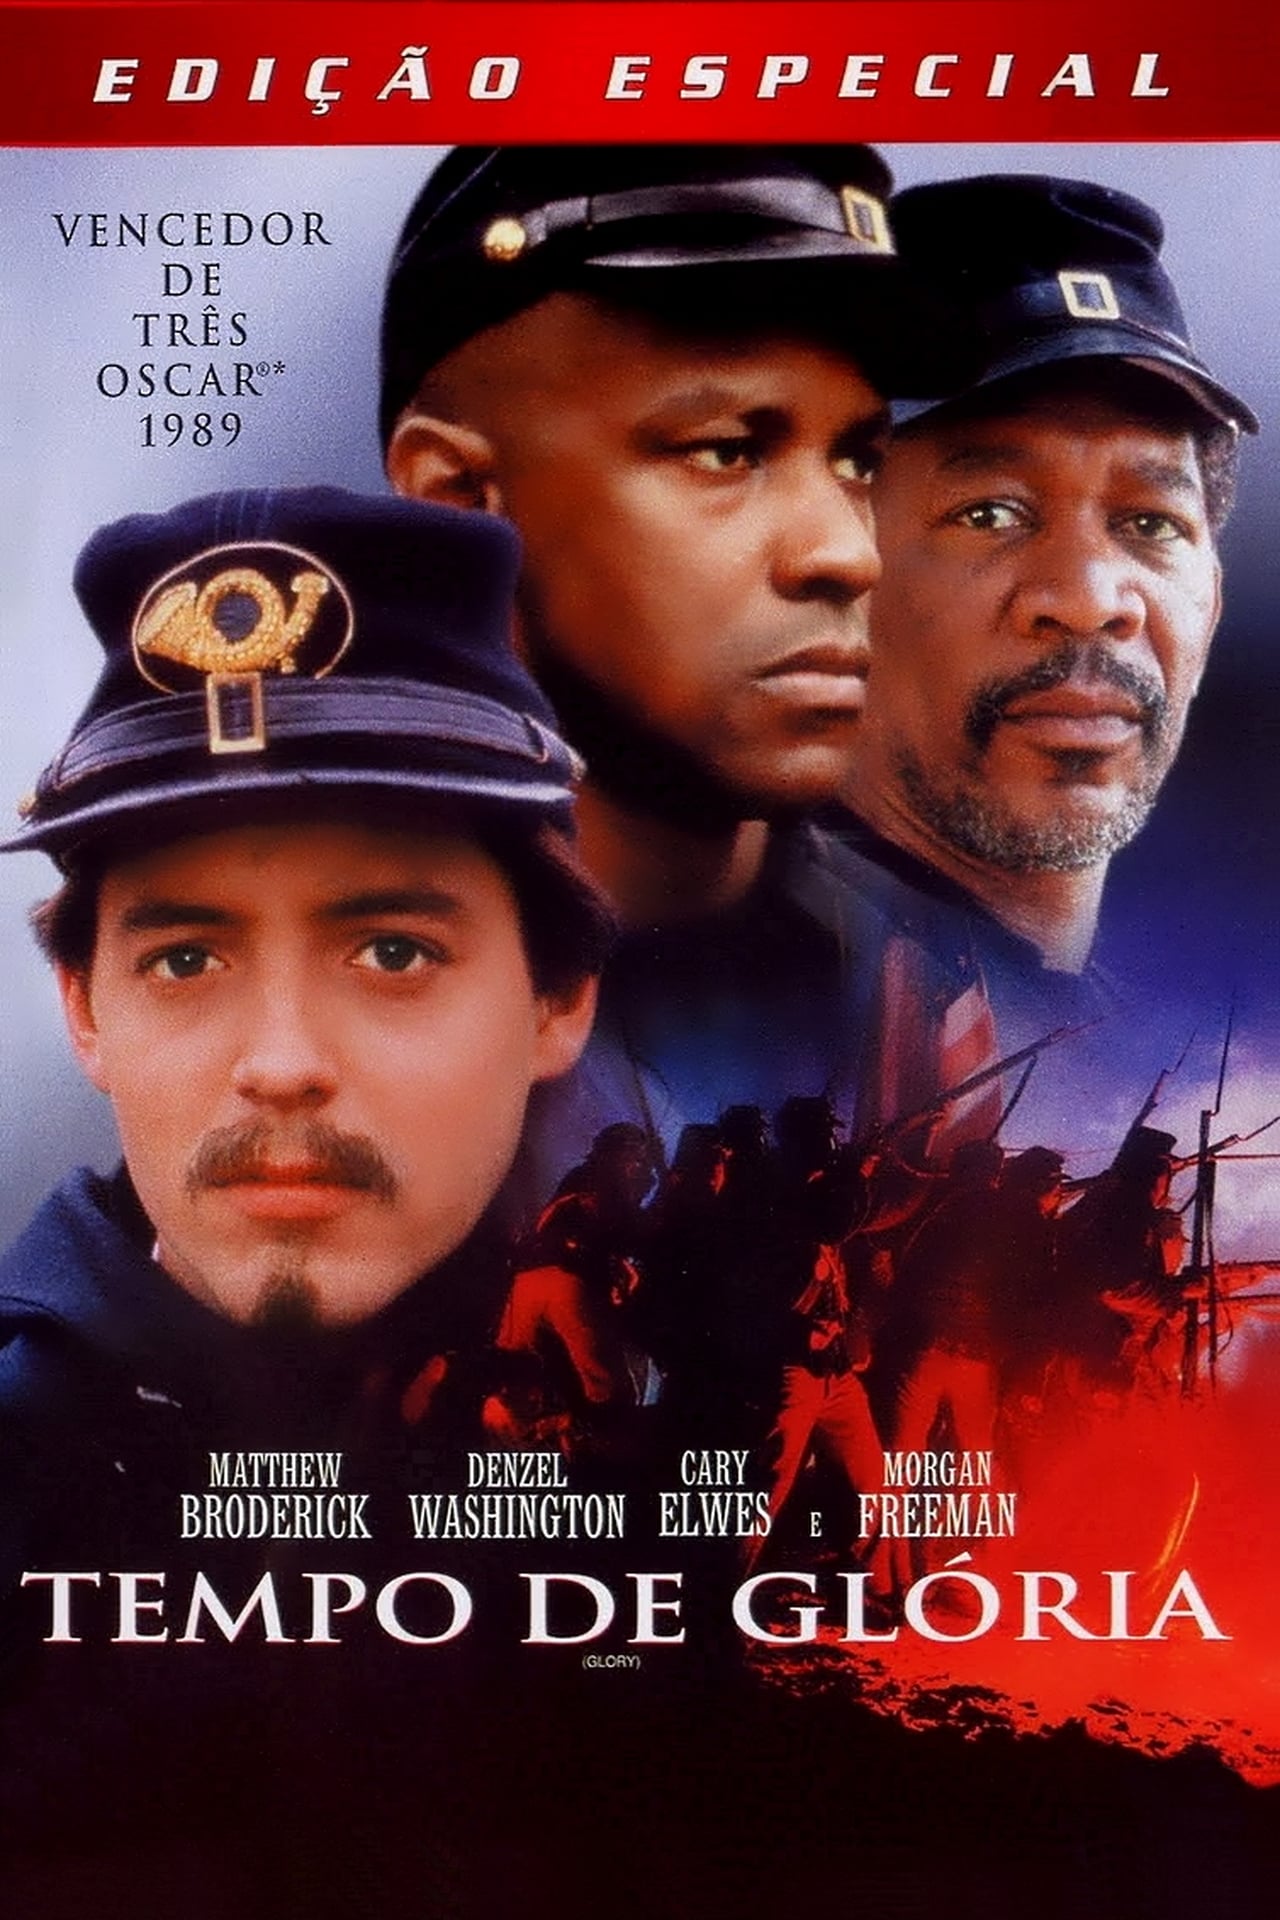 EDIÇÃO ESPECIAL
VENCEDOR
DE
TRÊS
OSCAR®*
1989
MATTHEW BRODERICK
DENZEL WASHINGTON
CARY ELWES
E
MORGAN FREEMAN
TEMPO DE GLÓRIA
(GLORY)